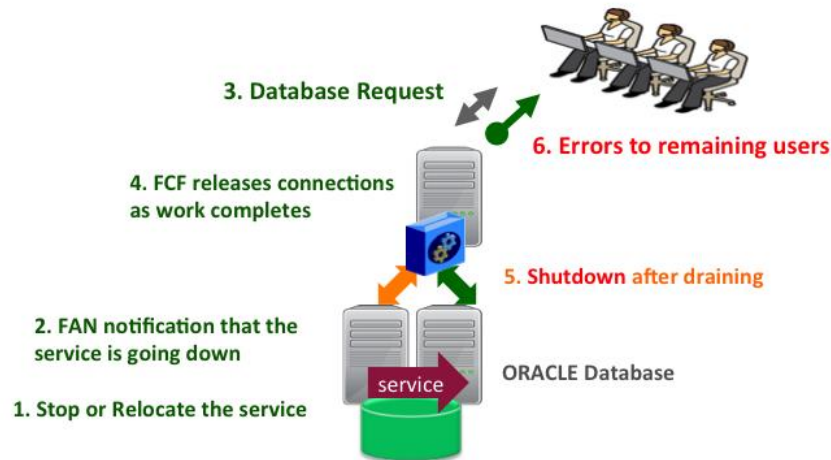 3. Database Request
6. Errors to remaining users
4. FCF releases connections
as work completes
5. Shutdown after draining
2. FAN notification that the
service is going down
service
ORACLE Database
1. Stop or Relocate the service